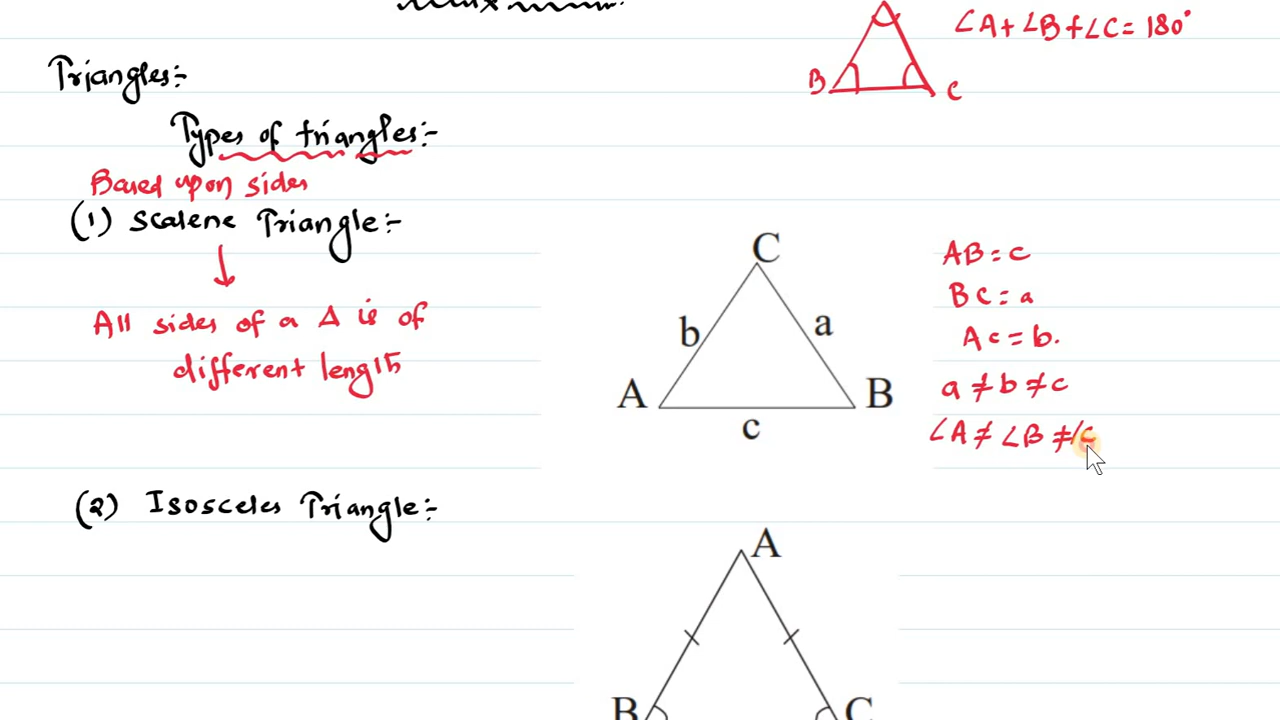 ∠A+∠B+∠C=180°
B C
Triangles:-
Types of triangles:-
Based upon sides
(1) Scalene Triangle:-
All sides of a Δ is of
different length
C
b a
A B
c
AB=c
BC=a
AC=b.
a≠b≠c
∠A≠∠B≠∠C
(2) Isosceles Triangle:-
A
B C